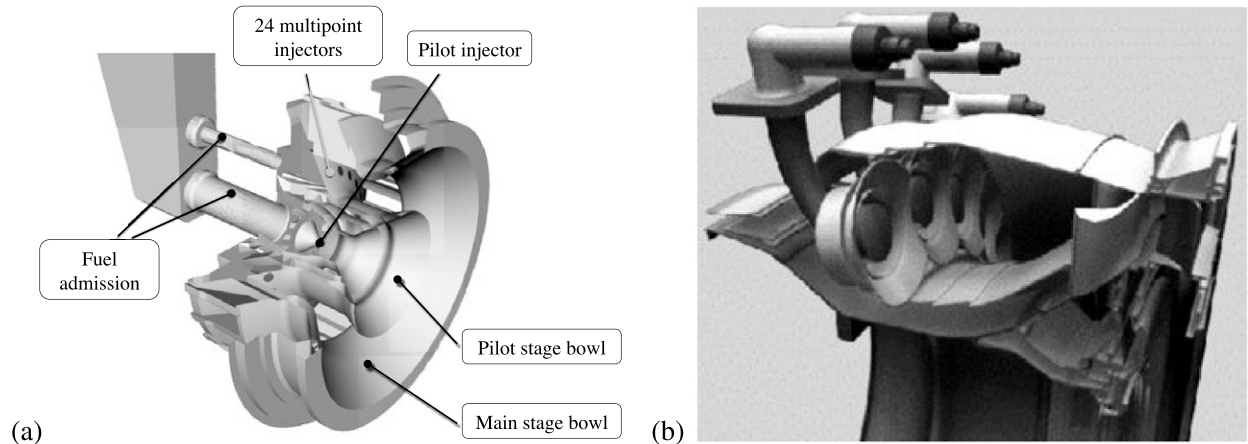 24 multipoint
injectors
Pilot injector
Fuel
admission
Pilot stage bowl
Main stage bowl
(a)
(b)